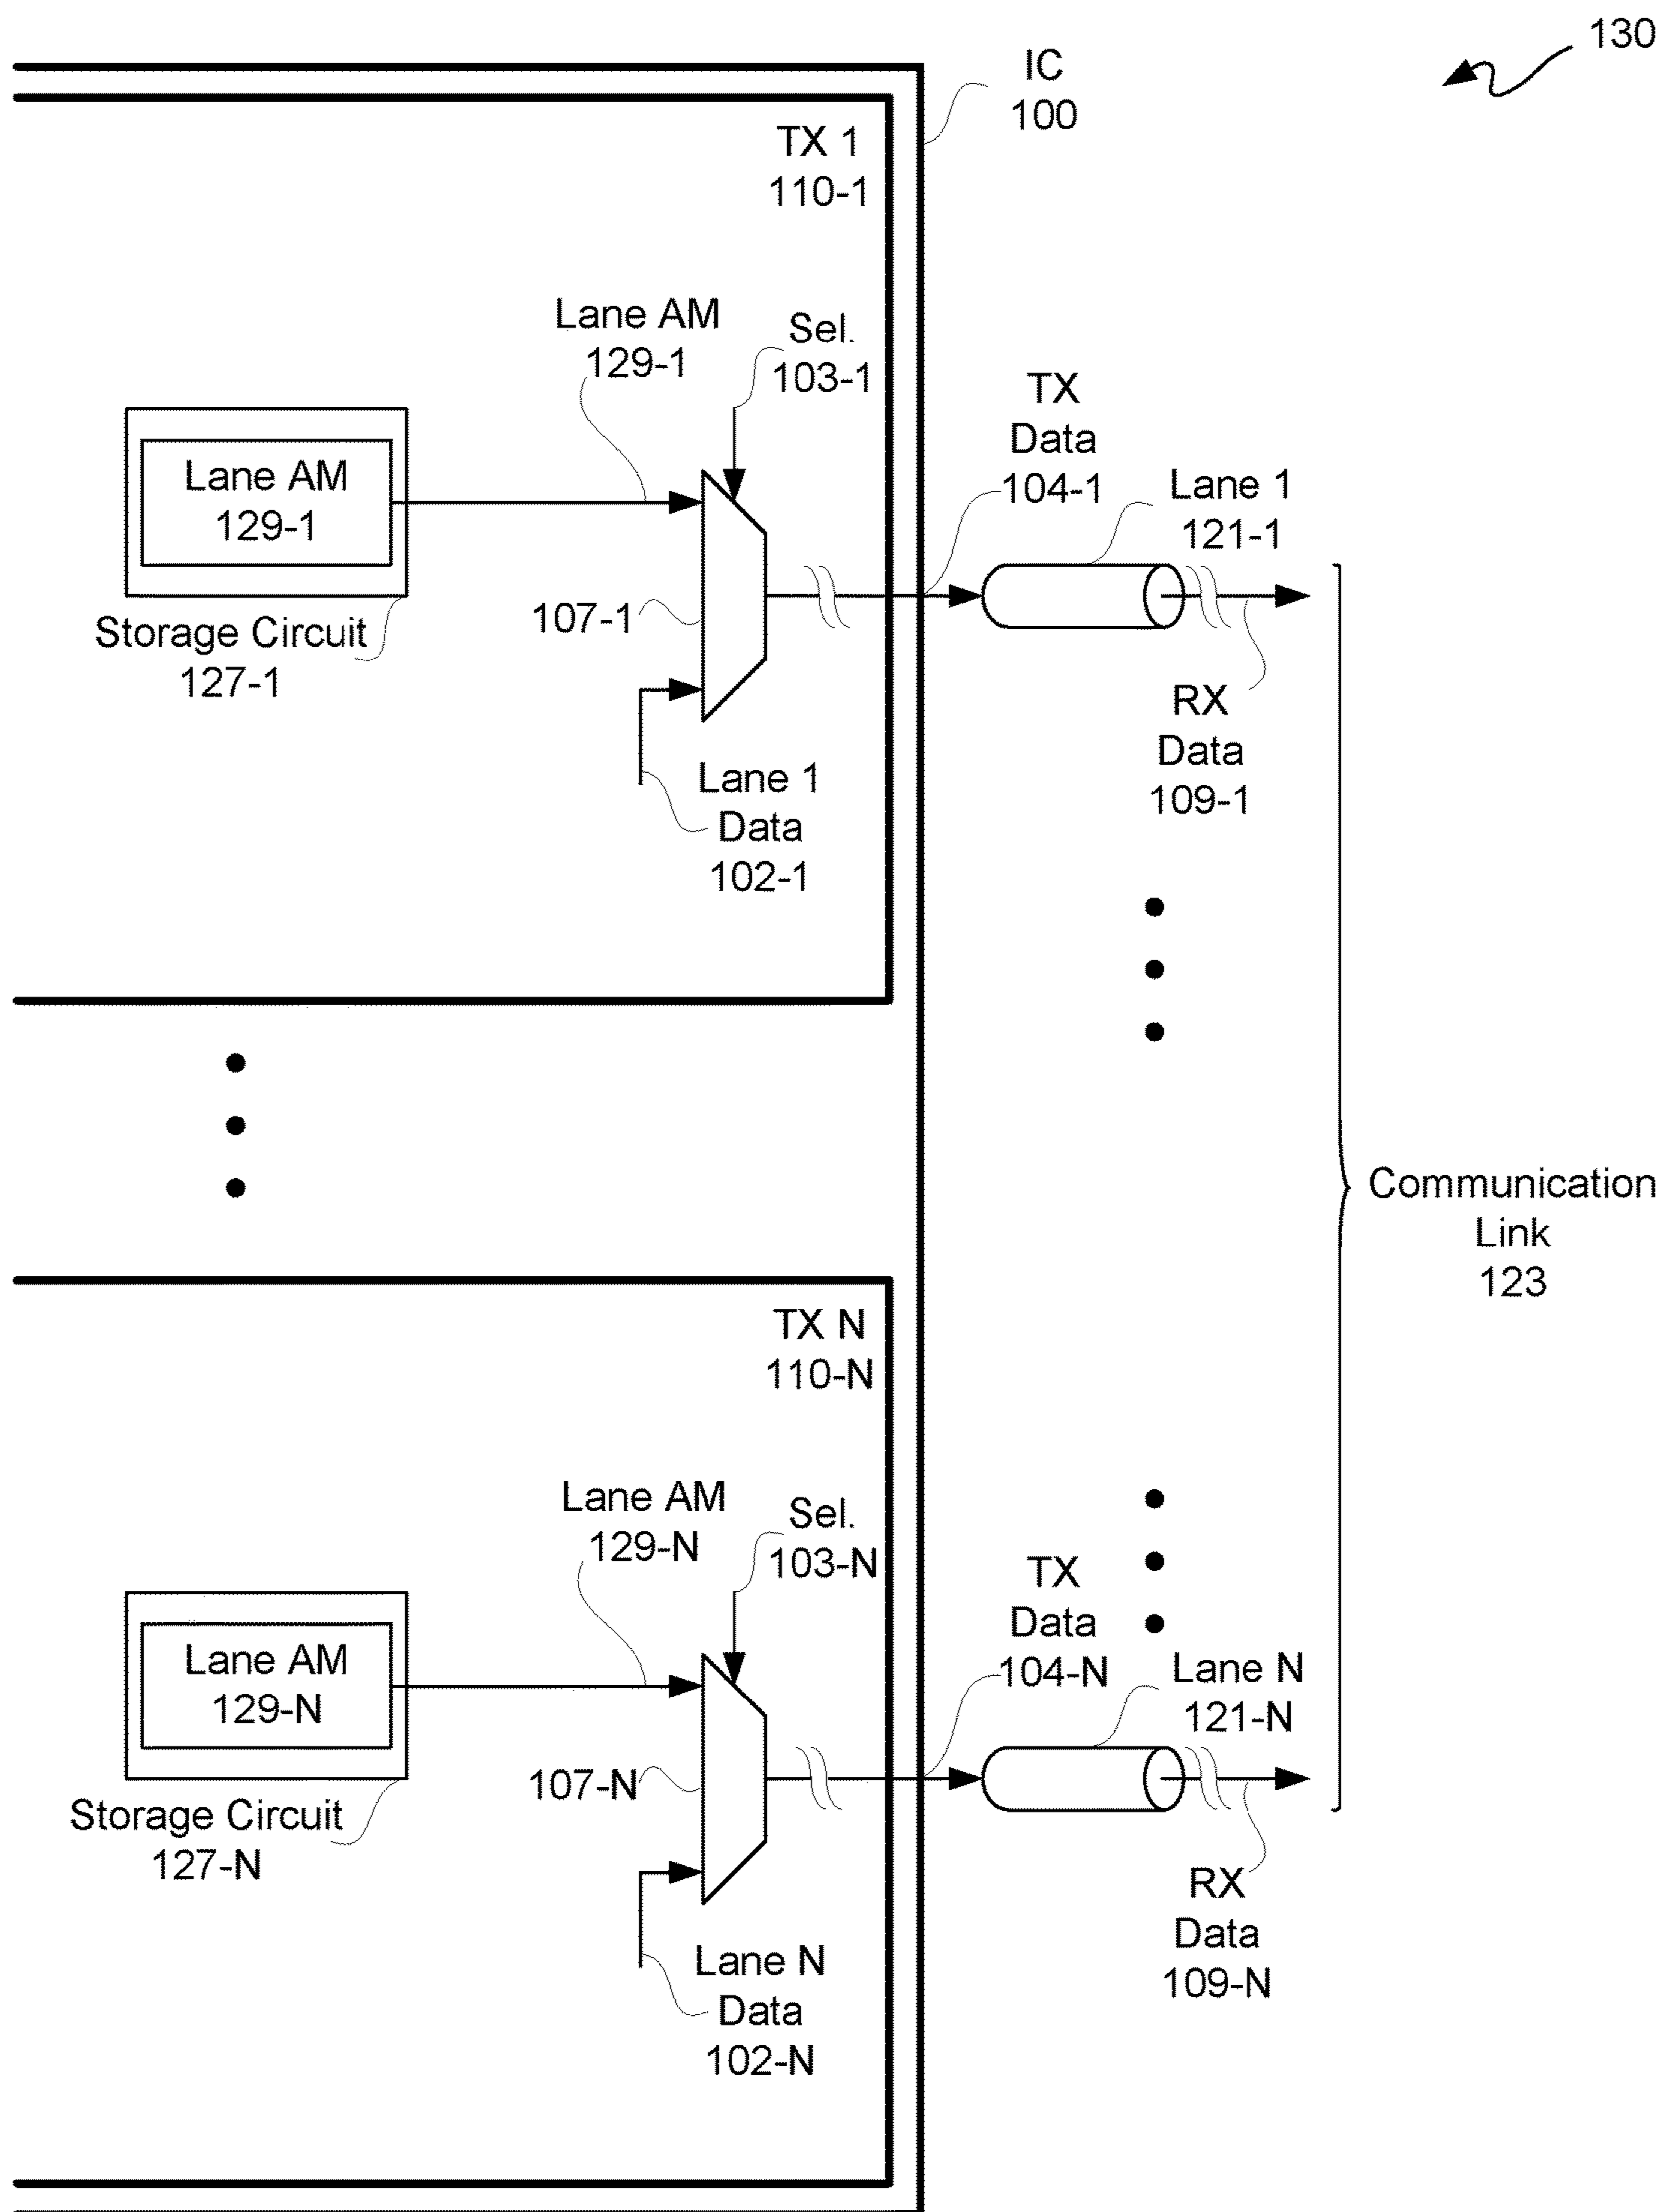 130
IC
100
TX 1
110-1
Lane AM
129-1
Sel.
103-1
TX
Data
104-1
Lane 1
121-1
Lane AM
129-1
Storage Circuit
127-1
107-1
RX
Data
109-1
Lane 1
Data
102-1
Communication
Link
123
TX N
110-N
Lane AM
129-N
Sel.
103-N
TX
Data
104-N
Lane N
121-N
Lane AM
129-N
Storage Circuit
127-N
107-N
RX
Data
109-N
Lane N
Data
102-N